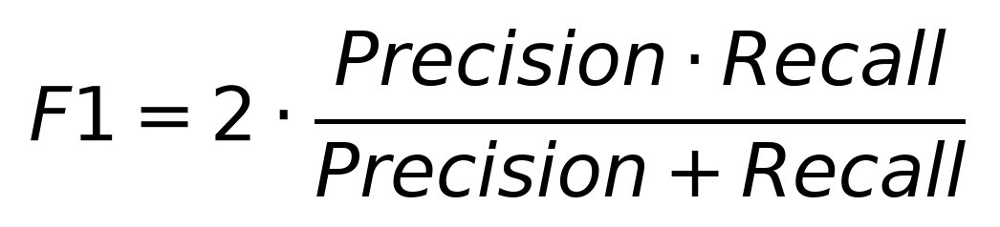 F1 = 2 · Precision · Recall
Precision + Recall